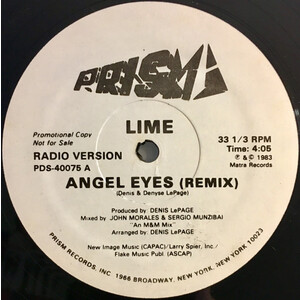 PRISM
LIME
Promotional Copy
Not for Sale
RADIO VERSION
PDS-40075 A
33 1/3 RPM
Time: 4:05
℗ & © 1983
Matra Records
ANGEL EYES (REMIX)
(Denis & Denyse LePage)
Produced by: DENIS LePAGE
Mixed by: JOHN MORALES & SERGIO MUNZIBAI
"An M&M Mix"
Arranged by: DENIS LePAGE
New Image Music (CAPAC)/Larry Spier, Inc./
Flake Music Publ. (ASCAP)
PRISM RECORDS, INC. 1966 BROADWAY, NEW YORK, NEW YORK 10023